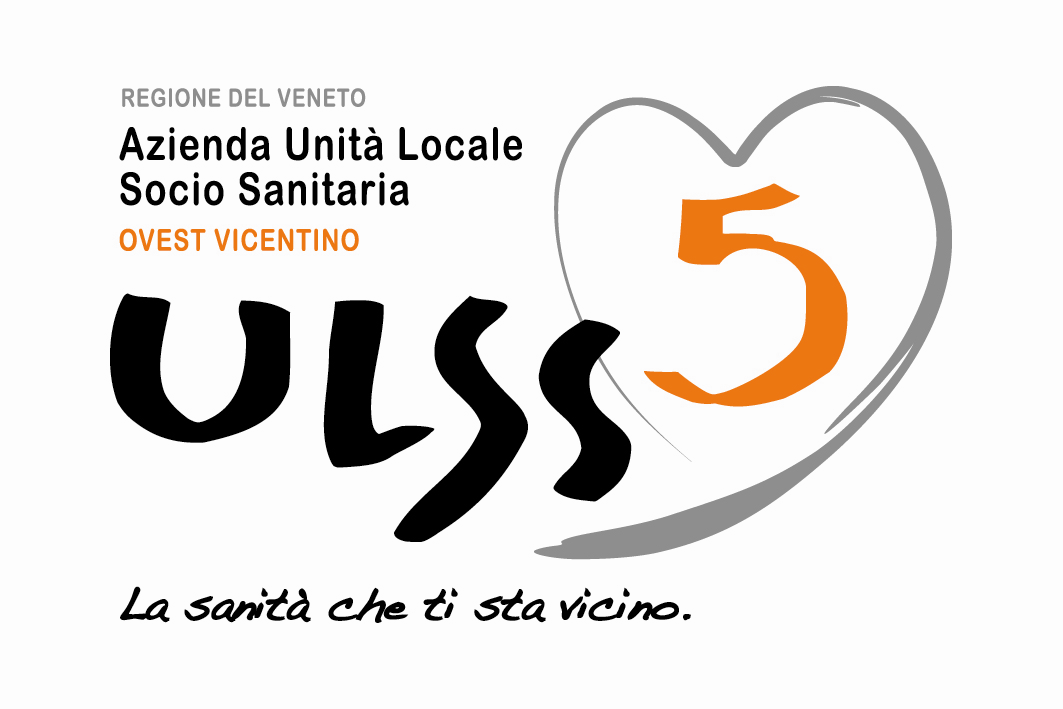 REGIONE DEL VENETO
Azienda Unità Locale
Socio Sanitaria
OVEST VICENTINO
ULSS 5
La sanità che ti sta vicino.